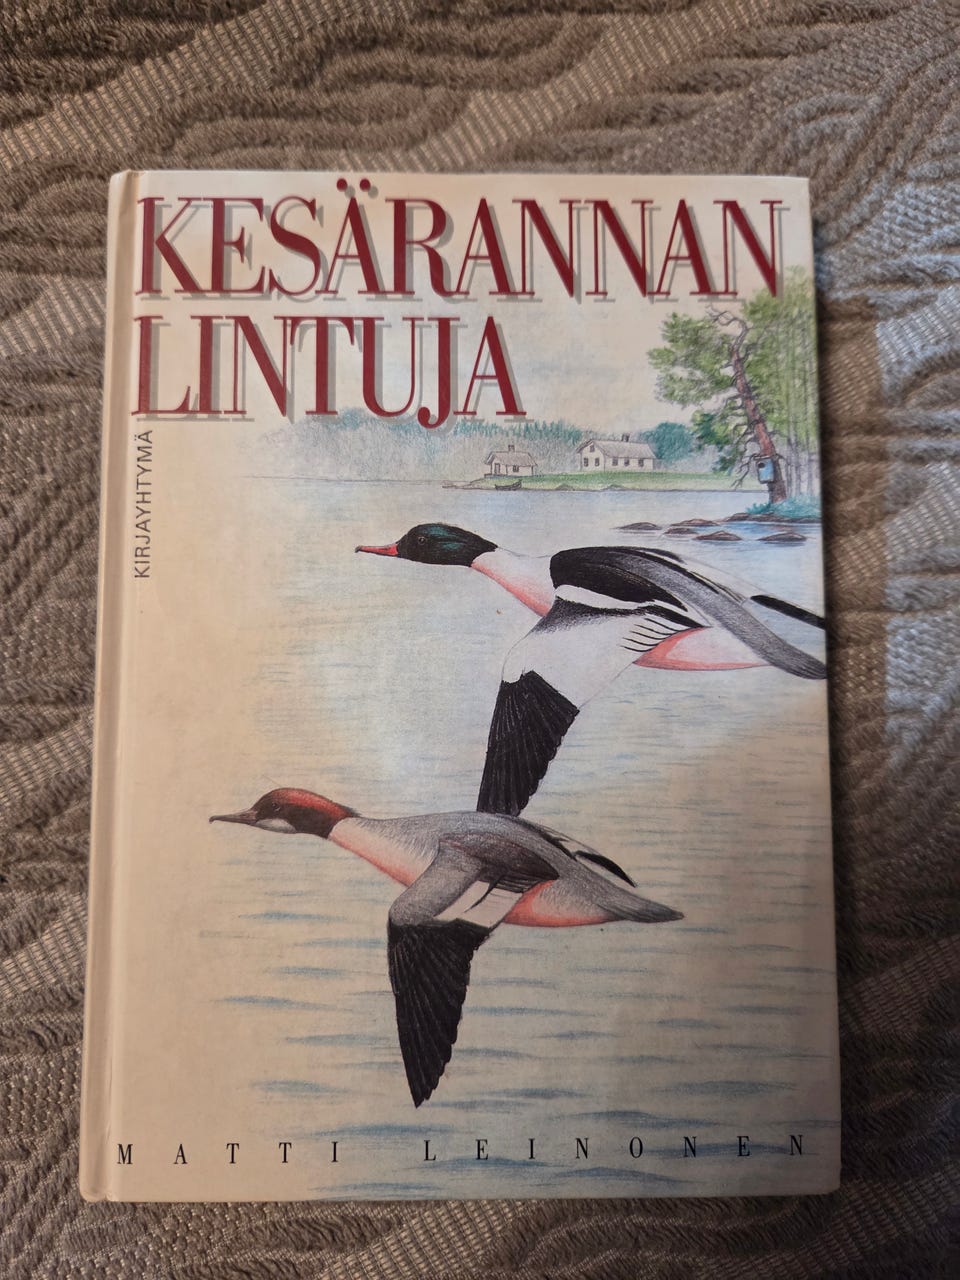 KESÄRANNAN
LINTUJA
KIRJAYHTYMÄ
MATTI LEINONEN